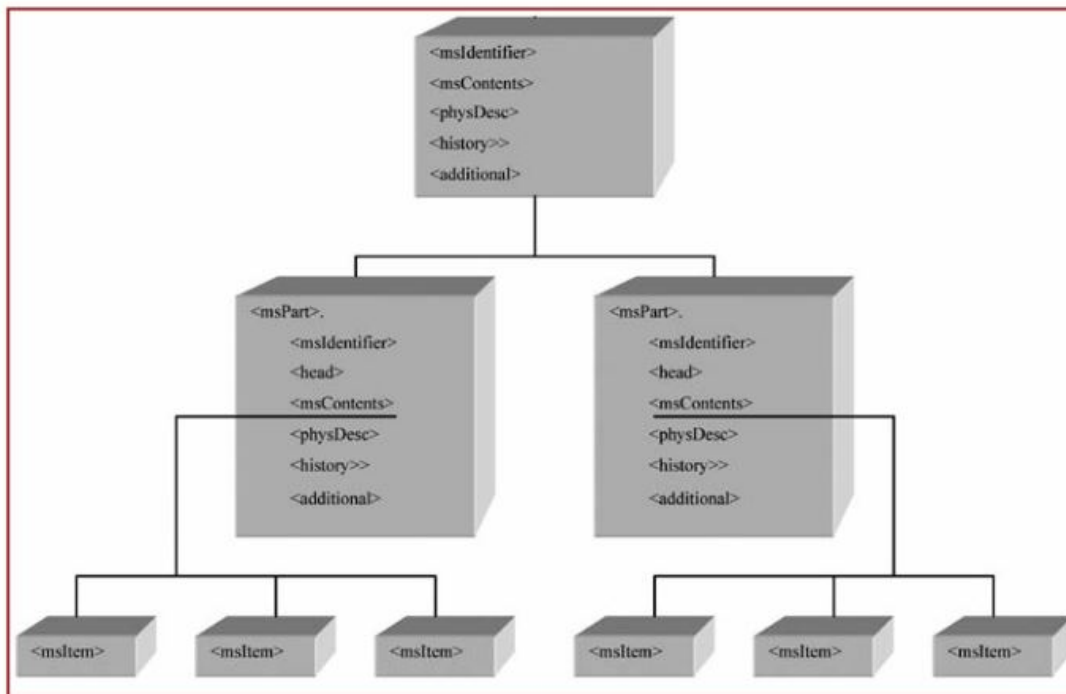 <msIdentifier>
<msContents>
<physDesc>
<history>>
<additional>
<msPart>.
<msIdentifier>
<head>
<msContents>
<physDesc>
<history>>
<additional>
<msPart>.
<msIdentifier>
<head>
<msContents>
<physDesc>
<history>>
<additional>
<msItem>
<msItem>
<msItem>
<msItem>
<msItem>
<msItem>